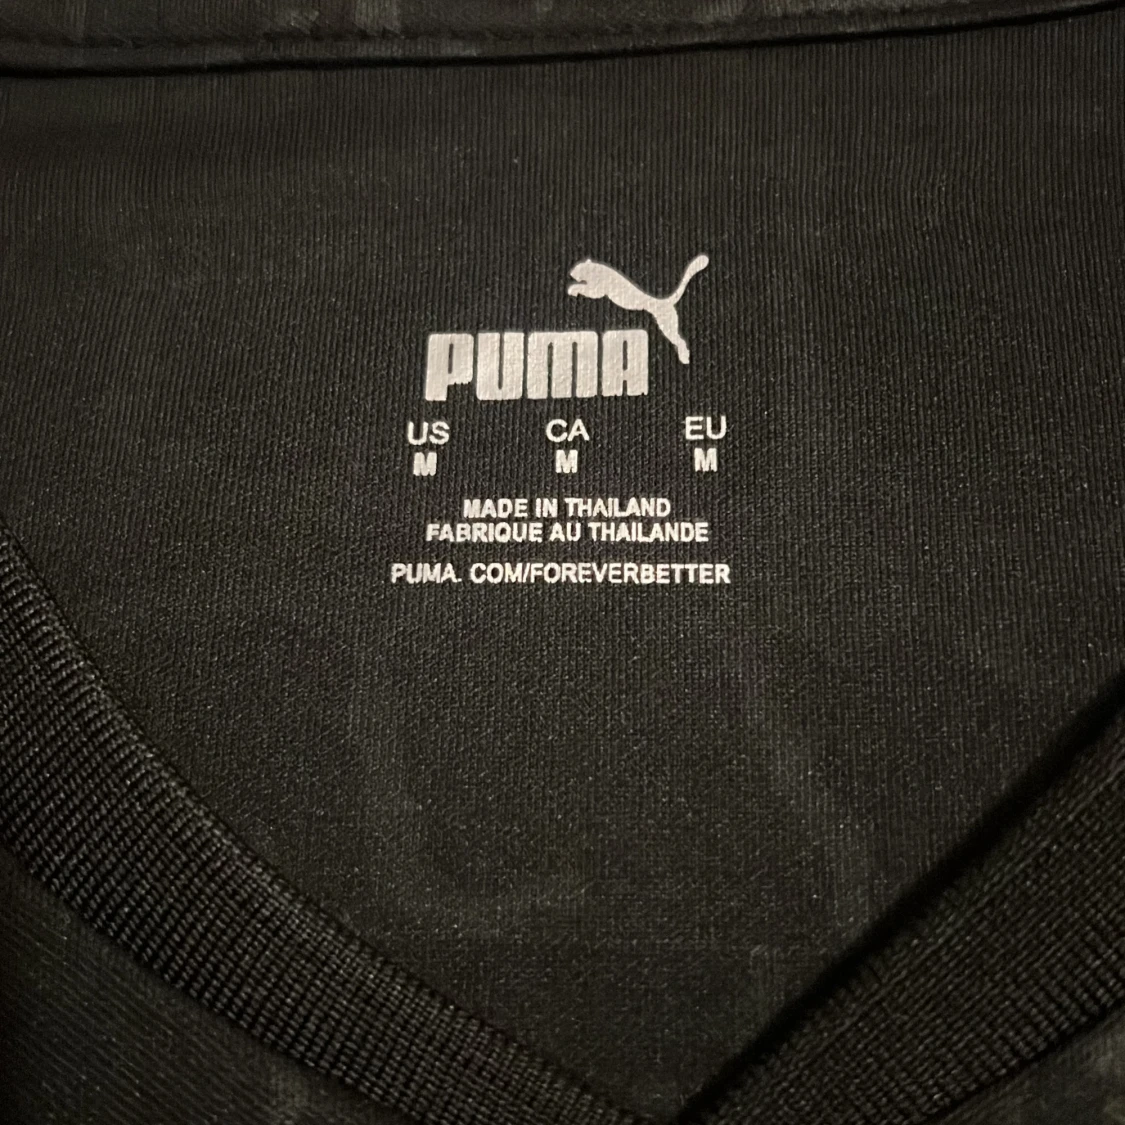 PUMA
US CA EU
M M M
MADE IN THAILAND
FABRIQUE AU THAILANDE
PUMA. COM/FOREVERBETTER